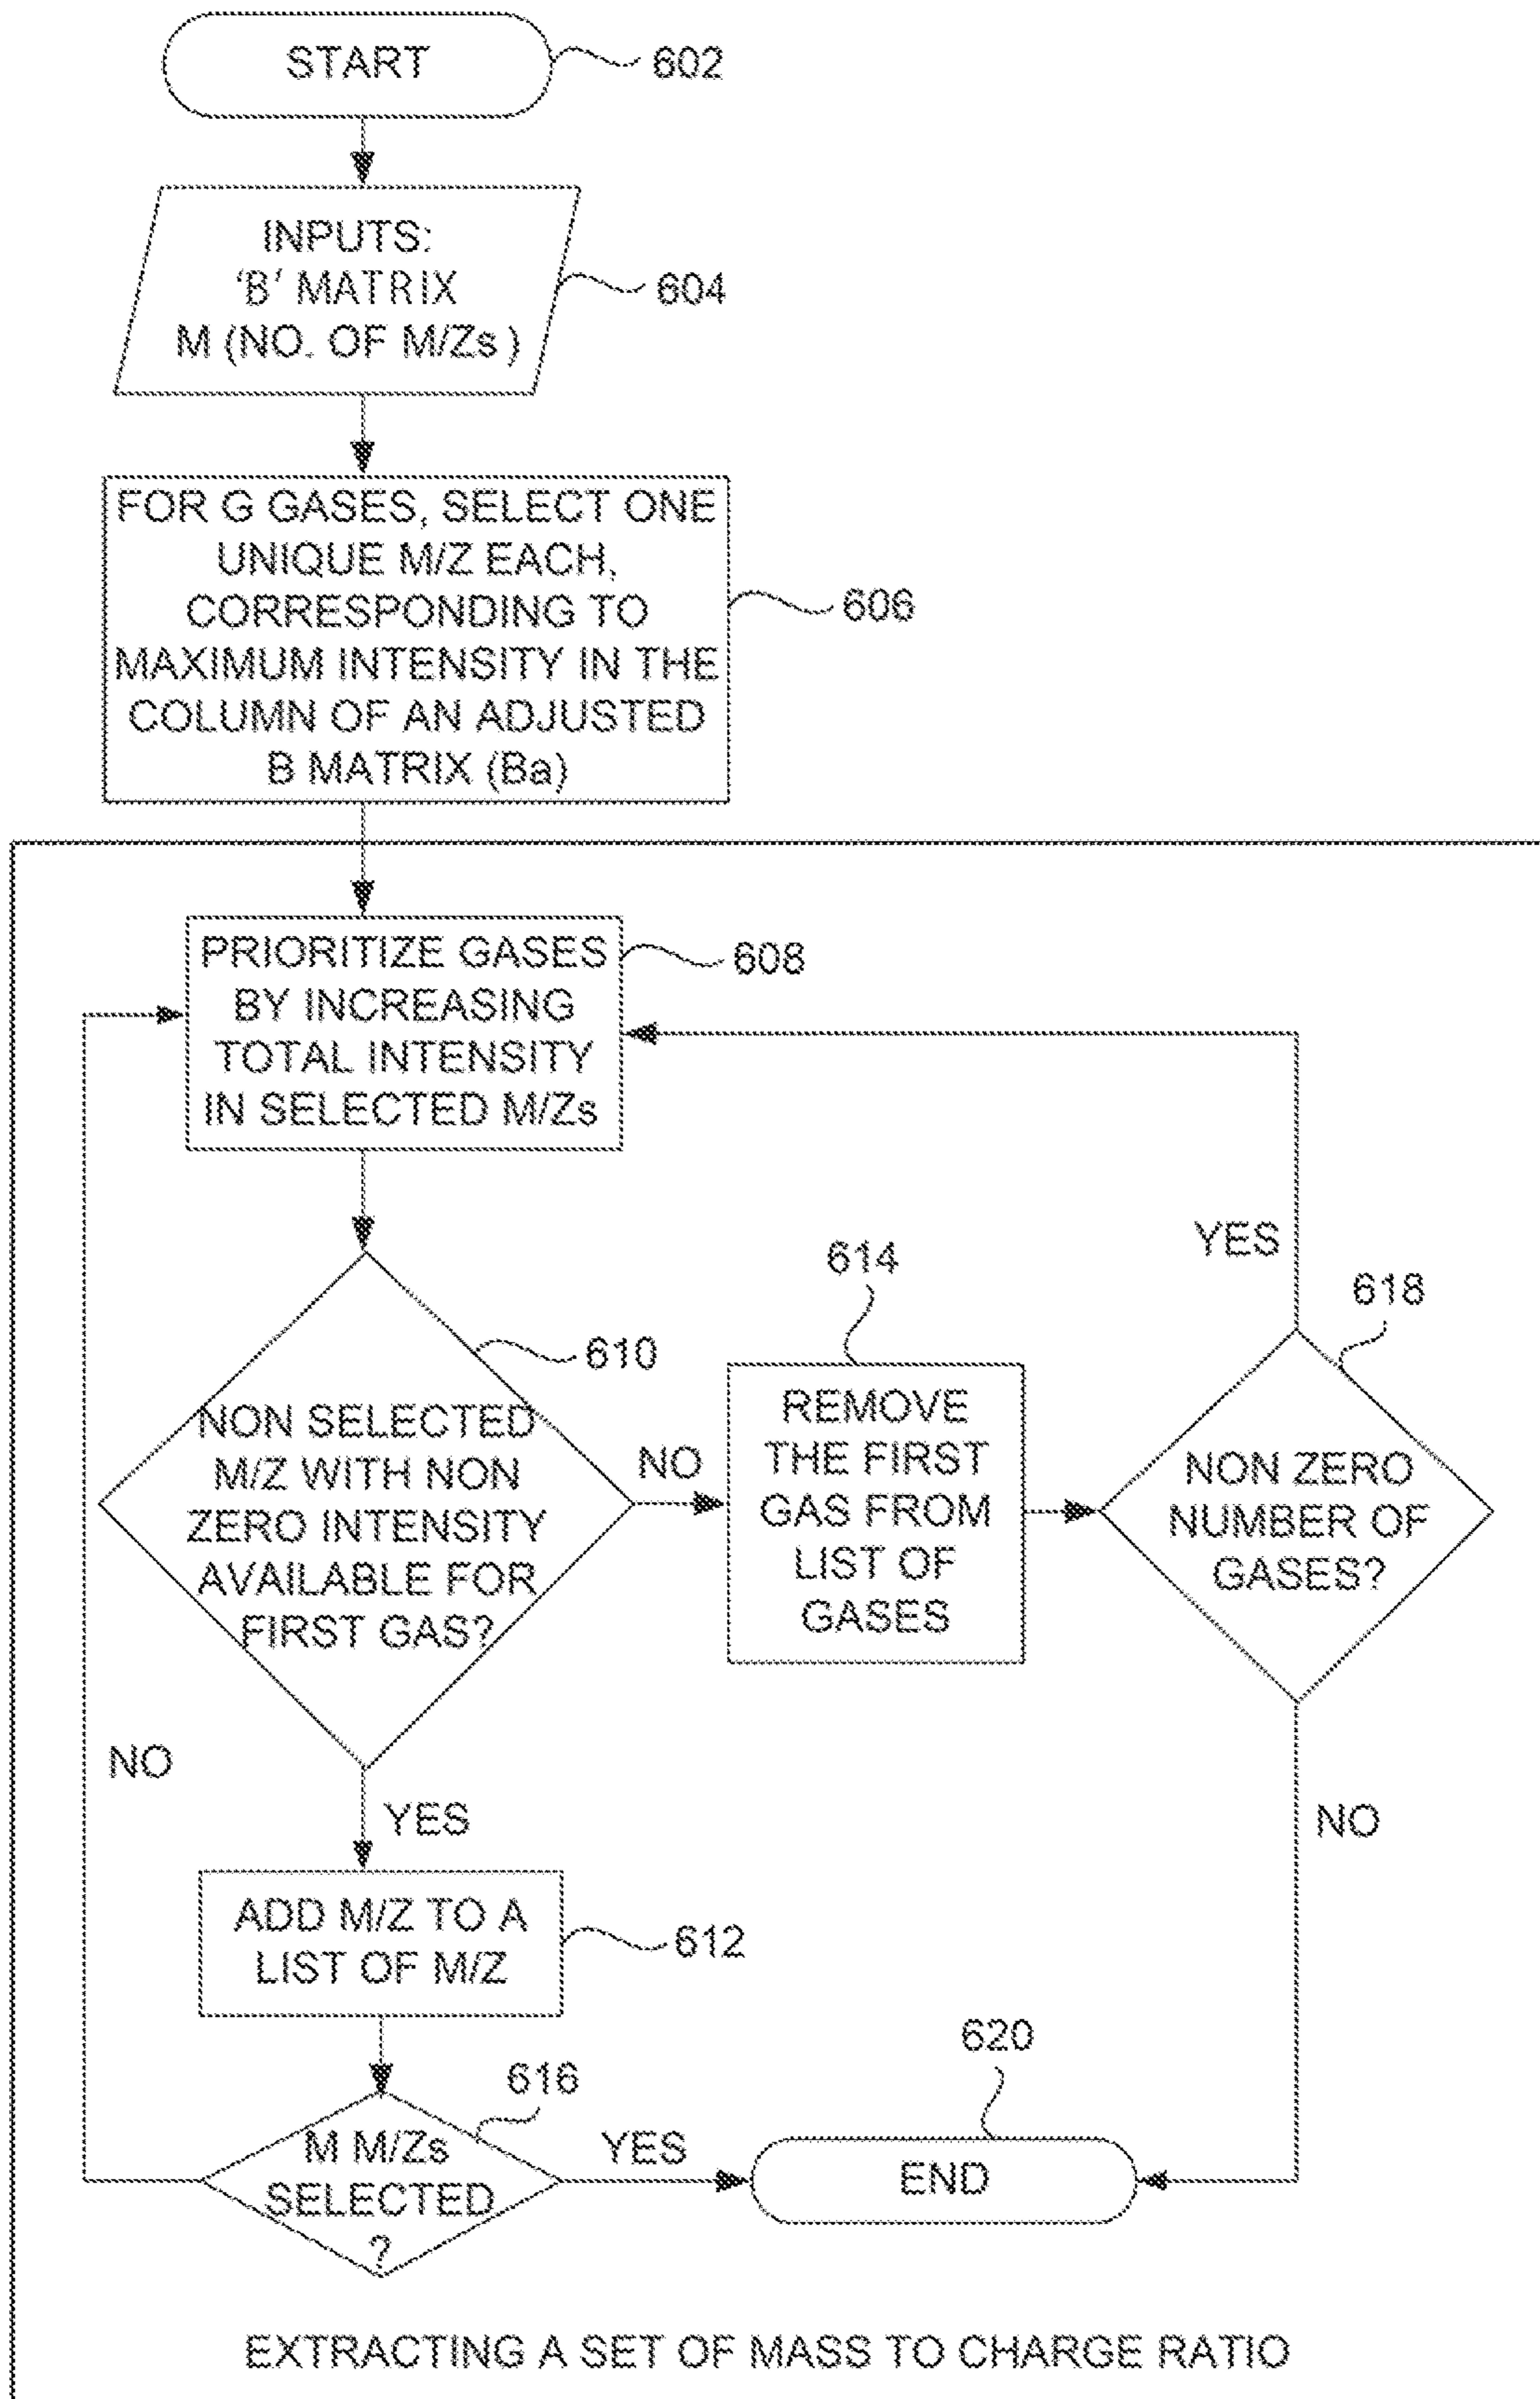 START
602
INPUTS:
'B' MATRIX
M (NO. OF M/Zs )
604
FOR G GASES, SELECT ONE
UNIQUE M/Z EACH,
CORRESPONDING TO
MAXIMUM INTENSITY IN THE
COLUMN OF AN ADJUSTED
B MATRIX (Ba)
606
PRIORITIZE GASES
BY INCREASING
TOTAL INTENSITY
IN SELECTED M/Zs
608
NON SELECTED
M/Z WITH NON
ZERO INTENSITY
AVAILABLE FOR
FIRST GAS?
610
NO
614
REMOVE
THE FIRST
GAS FROM
LIST OF
GASES
YES
618
NON ZERO
NUMBER OF
GASES?
NO
YES
NO
ADD M/Z TO A
LIST OF M/Z
612
616
M M/Zs
SELECTED
?
YES
620
END
EXTRACTING A SET OF MASS TO CHARGE RATIO